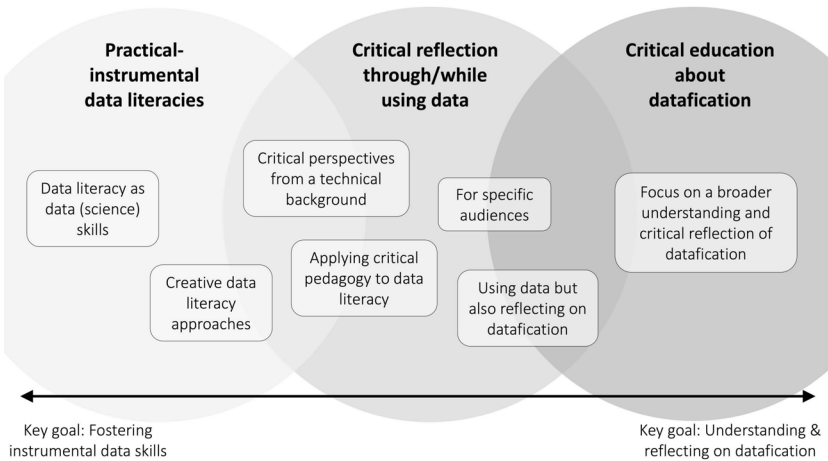 Practical-
instrumental
data literacies
Critical reflection
through/while
using data
Critical education
about
datafication
Data literacy as
data (science)
skills
Creative data
literacy
approaches
Critical perspectives
from a technical
background
Applying critical
pedagogy to data
literacy
For specific
audiences
Using data but
also reflecting on
datafication
Focus on a broader
understanding and
critical reflection of
datafication
Key goal: Fostering
instrumental data skills
Key goal: Understanding &
reflecting on datafication